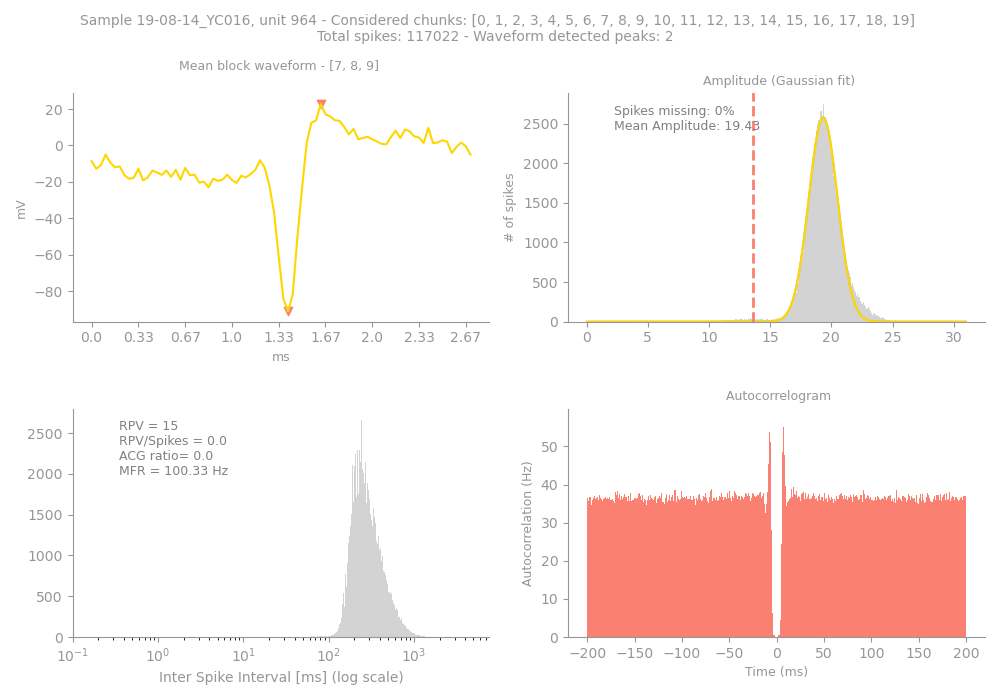 Sample 19-08-14_YC016, unit 964 - Considered chunks: [0, 1, 2, 3, 4, 5, 6, 7, 8, 9, 10, 11, 12, 13, 14, 15, 16, 17, 18, 19]
Total spikes: 117022 - Waveform detected peaks: 2
Mean block waveform - [7, 8, 9]
mV
20
0
−20
−40
−60
−80
0.0 0.33 0.67 1.0 1.33 1.67 2.0 2.33 2.67
ms
Amplitude (Gaussian fit)
Spikes missing: 0%
Mean Amplitude: 19.43
# of spikes
2500
2000
1500
1000
500
0
0 5 10 15 20 25 30
RPV = 15
RPV/Spikes = 0.0
ACG ratio= 0.0
MFR = 100.33 Hz
2500
2000
1500
1000
500
0
10⁻¹ 10⁰ 10¹ 10² 10³
Inter Spike Interval [ms] (log scale)
Autocorrelogram
Autocorrelation (Hz)
50
40
30
20
10
0
−200 −150 −100 −50 0 50 100 150 200
Time (ms)